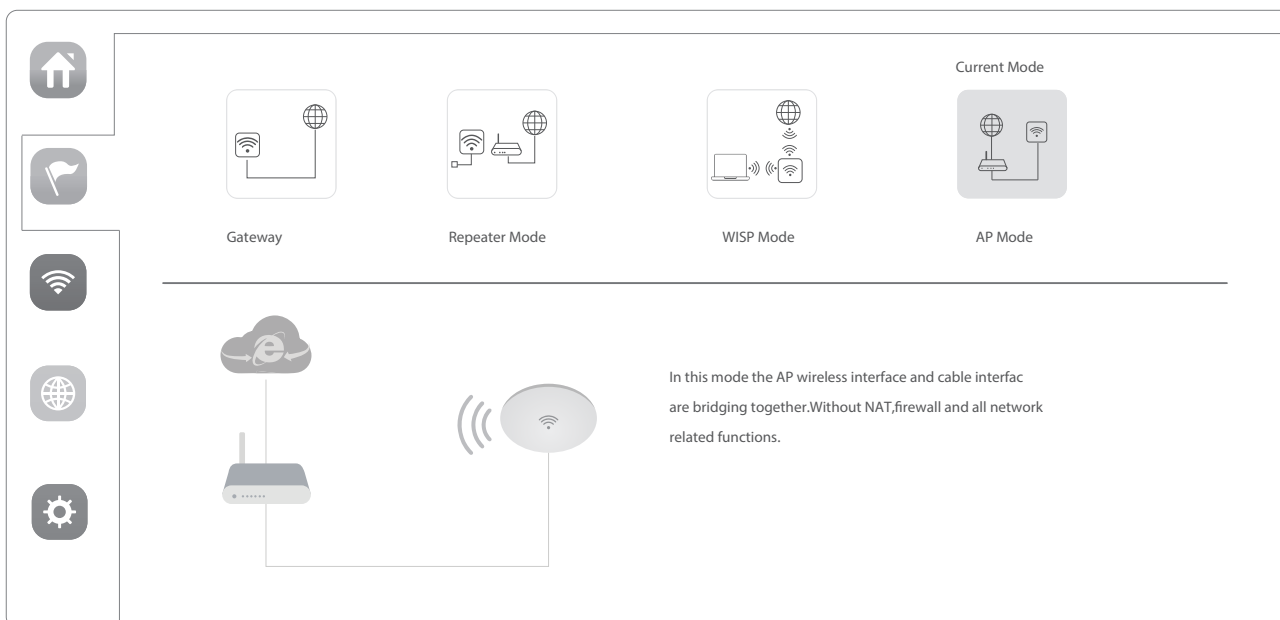 Current Mode
Gateway
Repeater Mode
WISP Mode
AP Mode
In this mode the AP wireless interface and cable interfac
are bridging together.Without NAT,firewall and all network
related functions.